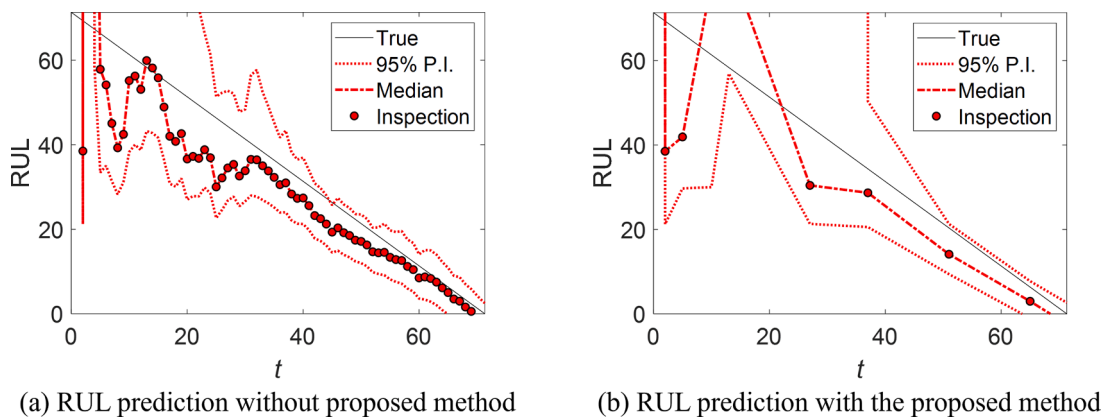 60
40
20
0
RUL
True
95% P.I.
Median
Inspection
0 20 40 60
t
(a) RUL prediction without proposed method
60
40
20
0
RUL
True
95% P.I.
Median
Inspection
0 20 40 60
t
(b) RUL prediction with the proposed method